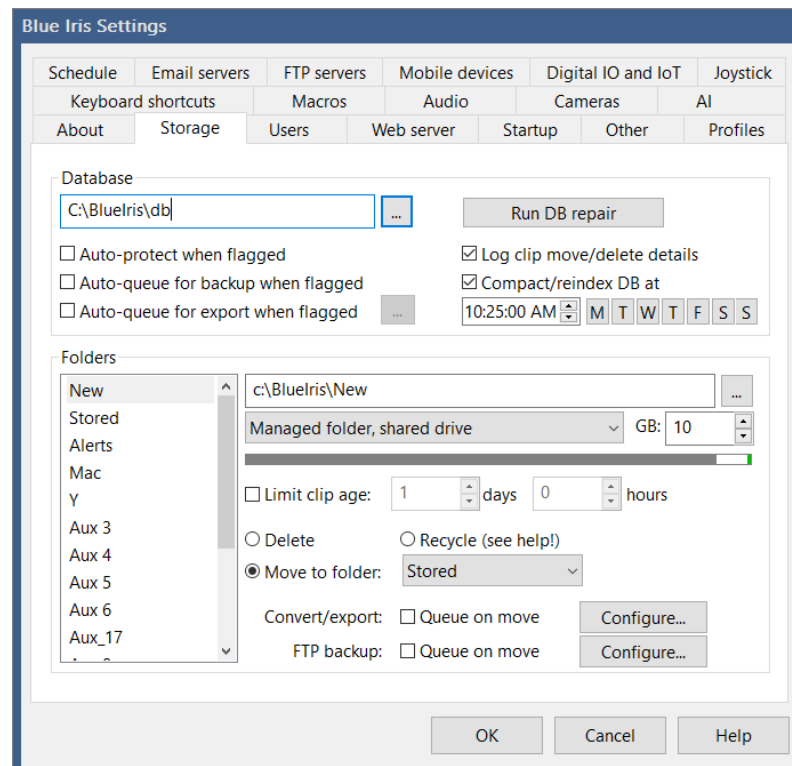 Blue Iris Settings
Schedule Email servers FTP servers Mobile devices Digital IO and IoT Joystick
Keyboard shortcuts Macros Audio Cameras AI
About Storage Users Web server Startup Other Profiles
Database
C:\BlueIris\db ... Run DB repair
Auto-protect when flagged Log clip move/delete details
Auto-queue for backup when flagged Compact/reindex DB at
Auto-queue for export when flagged ... 10:25:00 AM M T W T F S S
Folders
New c:\BlueIris\New ...
Stored Managed folder, shared drive GB: 10
Alerts
Mac
Y Limit clip age: 1 days 0 hours
Aux 3
Aux 4 Delete Recycle (see help!)
Aux 5 Move to folder: Stored
Aux 6
Aux_17 Convert/export: Queue on move Configure...
FTP backup: Queue on move Configure...
OK Cancel Help